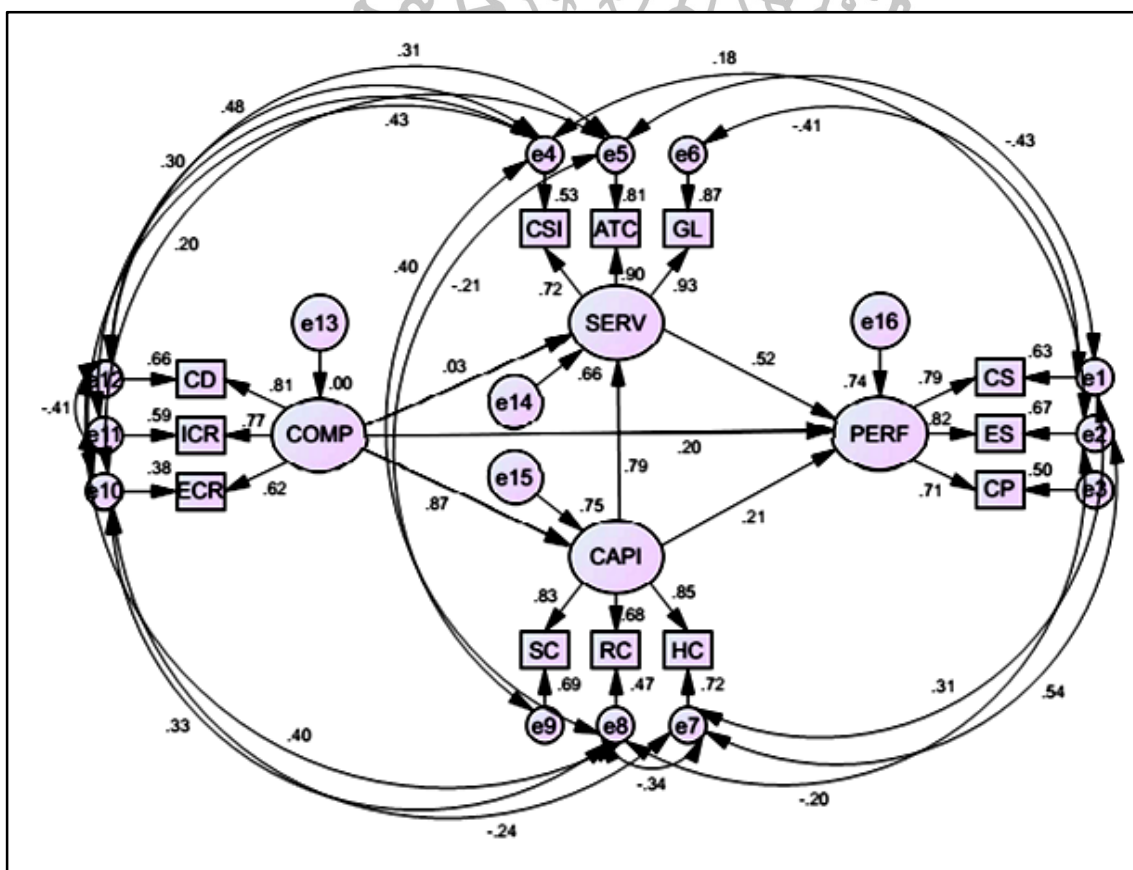 .31
.18
.48
.43
-.41
-.43
.30
e4
e5
e6
.53
.81
.87
.20
CSI
ATC
GL
.40
-.21
.72
.90
.93
e13
SERV
e16
.66
CD
.81
.00
.03
.66
.52
.74
.79
CS
.63
e1
e12
-.41
e14
.59
ICR
.77
COMP
.20
PERF
.82
ES
.67
e2
e11
.38
ECR
.62
e15
.79
.71
CP
.50
e3
e10
.87
.75
.21
CAPI
.83
.68
.85
SC
RC
HC
.69
.47
.72
.31
.54
e9
e8
e7
.33
.40
-.34
-.20
-.24